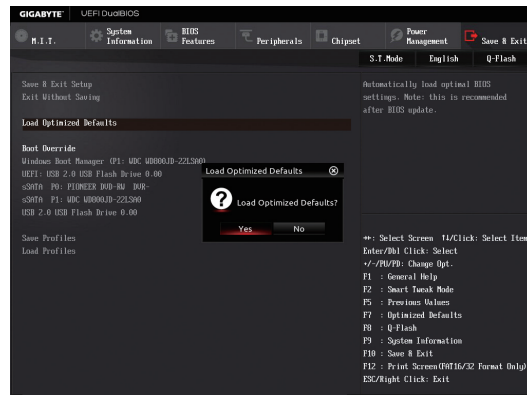 GIGABYTE™ UEFI DualBIOS
M.I.T.
System Information
BIOS Features
Peripherals
Chipset
Power Management
Save & Exit
S.T.Mode English Q-Flash
Save & Exit Setup
Exit Without Saving
Load Optimized Defaults
Boot Override
Windows Boot Manager (P1: WDC WD800JD-22LSA0)
UEFI: USB 2.0 USB Flash Drive 0.00
sSATA P0: PIONEER DVD-RW DVR-
sSATA P1: WDC WD800JD-22LSA0
USB 2.0 USB Flash Drive 0.00
Save Profiles
Load Profiles
Load Optimized Defaults
Load Optimized Defaults?
Yes No
Automatically load optimal BIOS
settings. Note: this is recommended
after BIOS update.
↔: Select Screen ↑↓/Click: Select Item
Enter/Dbl Click: Select
+/-/PU/PD: Change Opt.
F1 : General Help
F2 : Smart Tweak Mode
F5 : Previous Values
F7 : Optimized Defaults
F8 : Q-Flash
F9 : System Information
F10 : Save & Exit
F12 : Print Screen(FAT16/32 Format Only)
ESC/Right Click: Exit